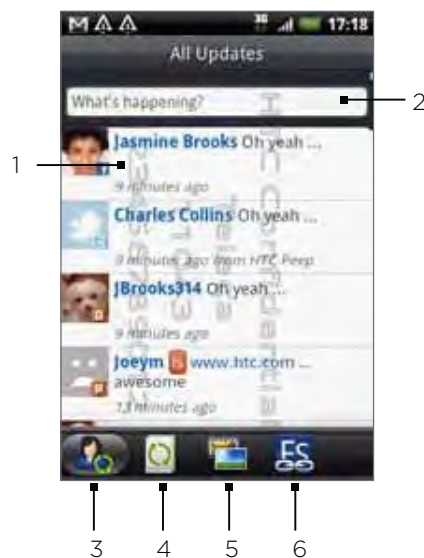 17:18
All Updates
What's happening?
2
Jasmine Brooks Oh yeah ...
1
9 minutes ago
Charles Collins Oh yeah ...
9 minutes ago from HTC Peep
JBrooks314 Oh yeah ...
9 minutes ago
Joeym www.htc.com ...
awesome
13 minutes ago
FS
3 4 5 6